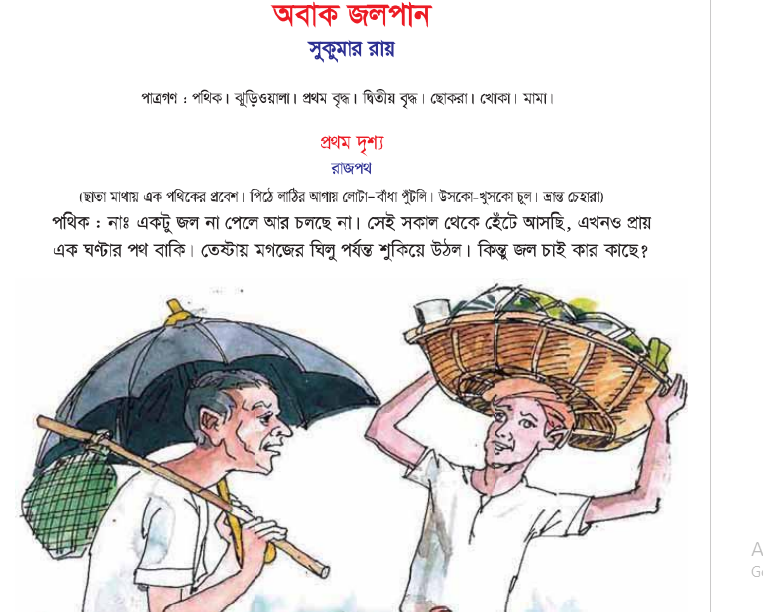 অবাক জলপান
সুকুমার রায়
পাত্রগণ : পথিক। ঝুড়িওয়ালা। প্রথম বৃদ্ধ। দ্বিতীয় বৃদ্ধ। ছোকরা। খোকা। মামা।
প্রথম দৃশ্য
রাজপথ
(ছাতা মাথায় এক পথিকের প্রবেশ। পিঠে লাঠির আগায় লোটা-বাঁধা পুঁটলি। উসকো-খুসকো চুল। ভ্রান্ত চেহারা)
পথিক : নাঃ একটু জল না পেলে আর চলছে না। সেই সকাল থেকে হেঁটে আসছি, এখনও প্রায়
এক ঘণ্টার পথ বাকি। তেষ্টায় মগজের ঘিলু পর্যন্ত শুকিয়ে উঠল। কিন্তু জল চাই কার কাছে?